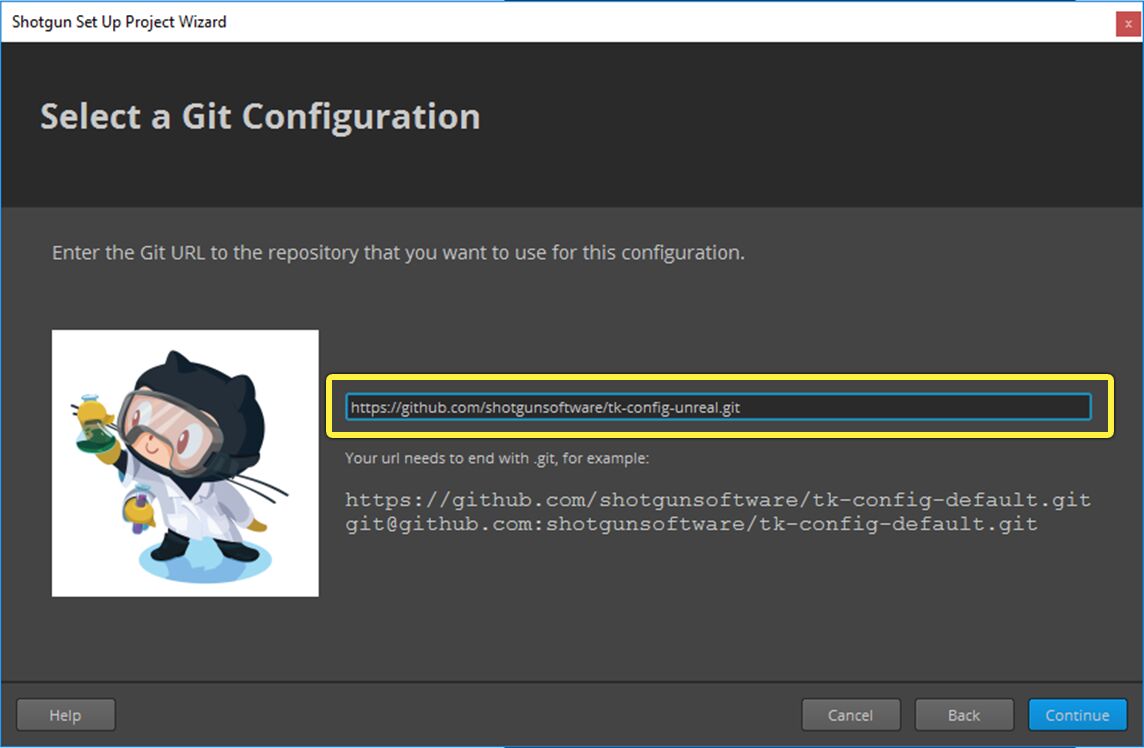 Shotgun Set Up Project Wizard
x
Select a Git Configuration
Enter the Git URL to the repository that you want to use for this configuration.
https://github.com/shotgunsoftware/tk-config-unreal.git
Your url needs to end with .git, for example:
https://github.com/shotgunsoftware/tk-config-default.git
git@github.com:shotgunsoftware/tk-config-default.git
Help
Cancel
Back
Continue